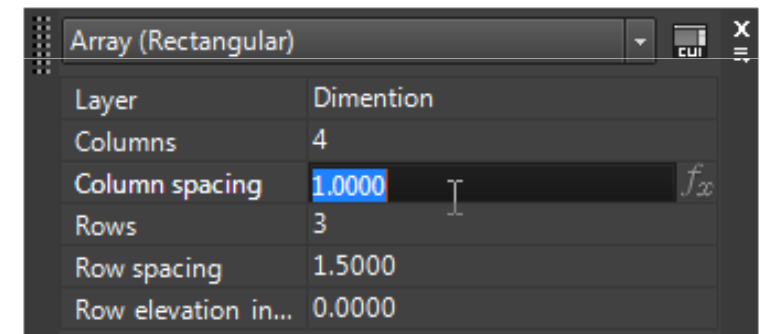 Array (Rectangular)
CUI
X
Layer Dimention
Columns 4
Column spacing 1.0000 fx
Rows 3
Row spacing 1.5000
Row elevation in... 0.0000